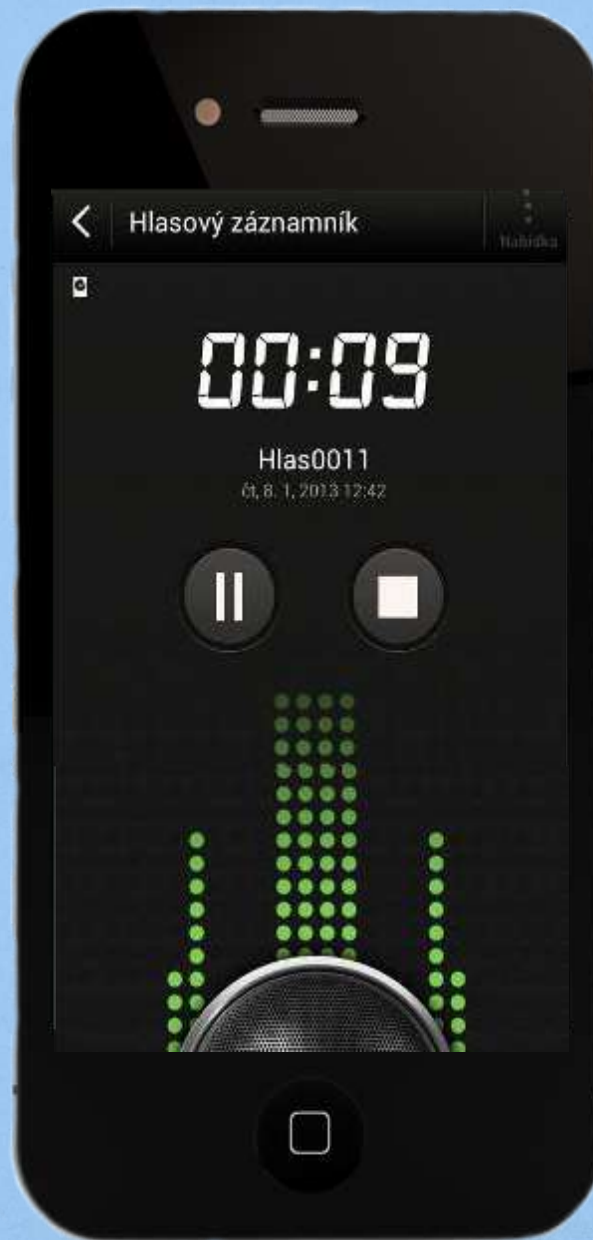 Hlasový záznamník
Nabídka
00:09
Hlas0011
čt, 8. 1, 2013 12:42